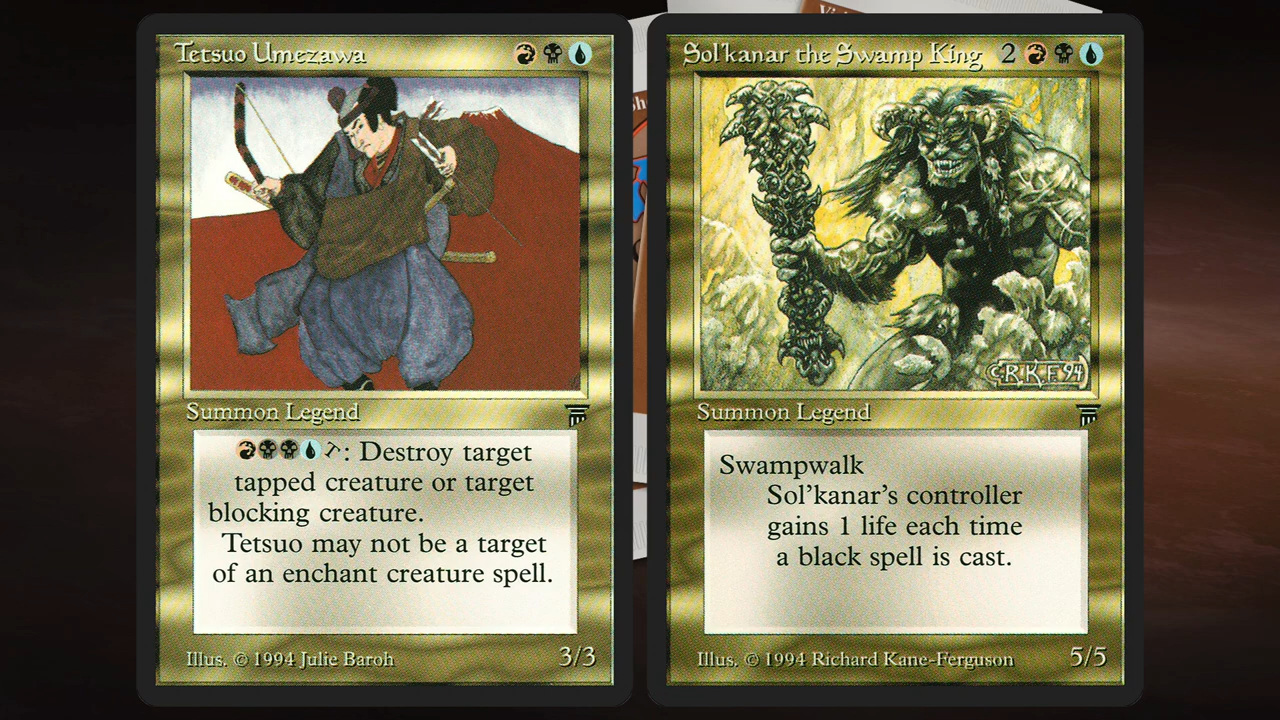 Tetsuo Umezawa
Summon Legend
: Destroy target
tapped creature or target
blocking creature.
Tetsuo may not be a target
of an enchant creature spell.
Illus. © 1994 Julie Baroh
3/3
Sol'kanar the Swamp King 2
C.R.K.F. 94
Summon Legend
Swampwalk
Sol'kanar's controller
gains 1 life each time
a black spell is cast.
Illus. © 1994 Richard Kane-Ferguson
5/5